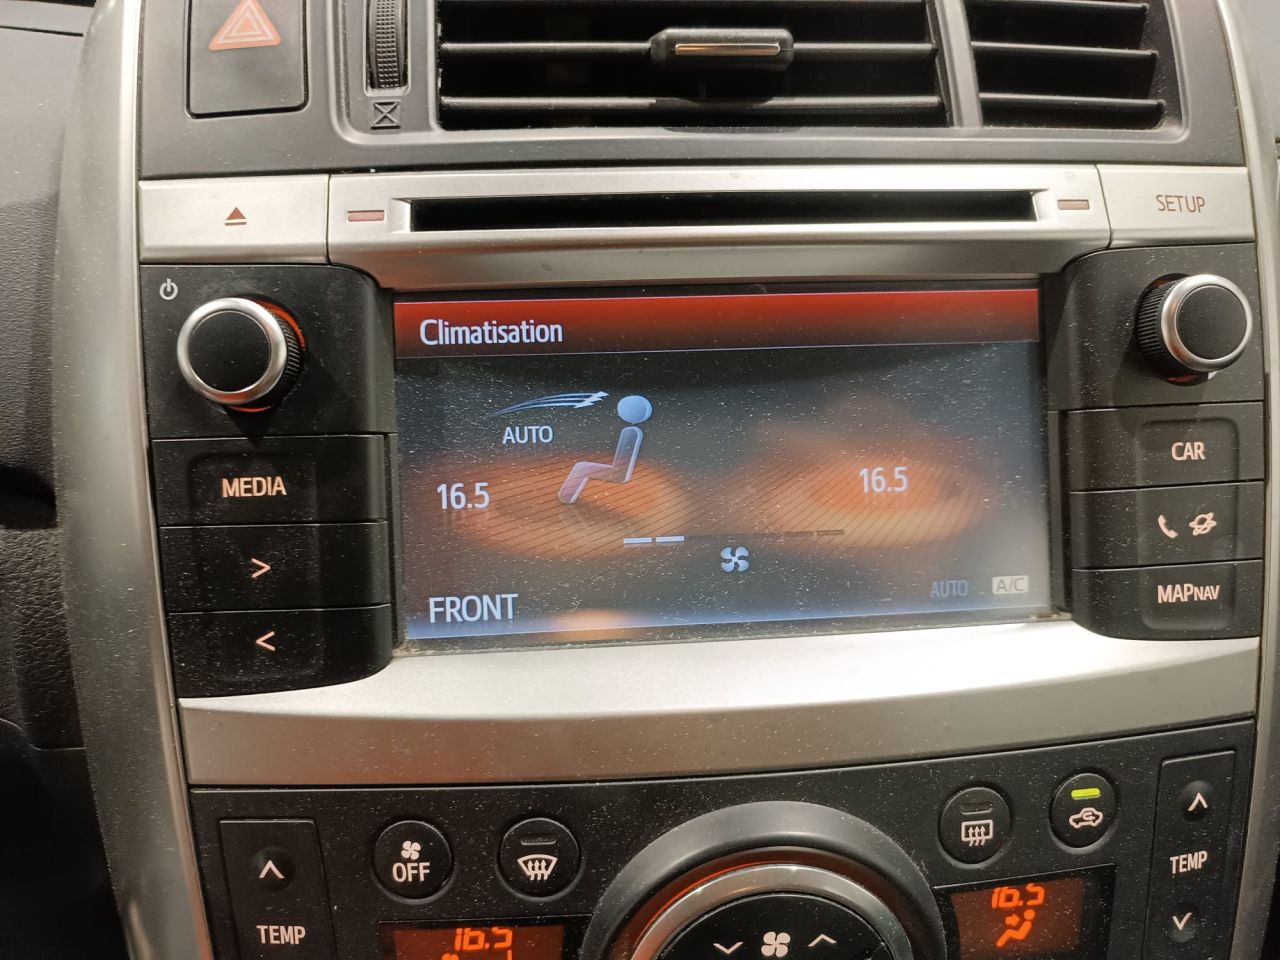 SETUP
Climatisation
AUTO
16.5
16.5
FRONT
AUTO
A/C
MEDIA
>
<
CAR
MAPNAV
OFF
TEMP
TEMP
16.5
16.5